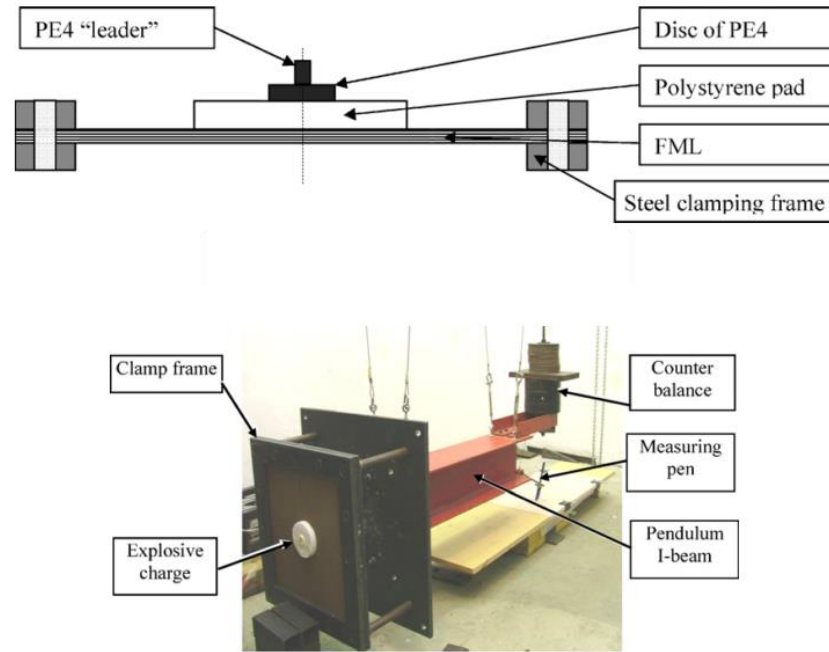 PE4 “leader”
Disc of PE4
Polystyrene pad
FML
Steel clamping frame
Clamp frame
Explosive
charge
Counter
balance
Measuring
pen
Pendulum
I-beam